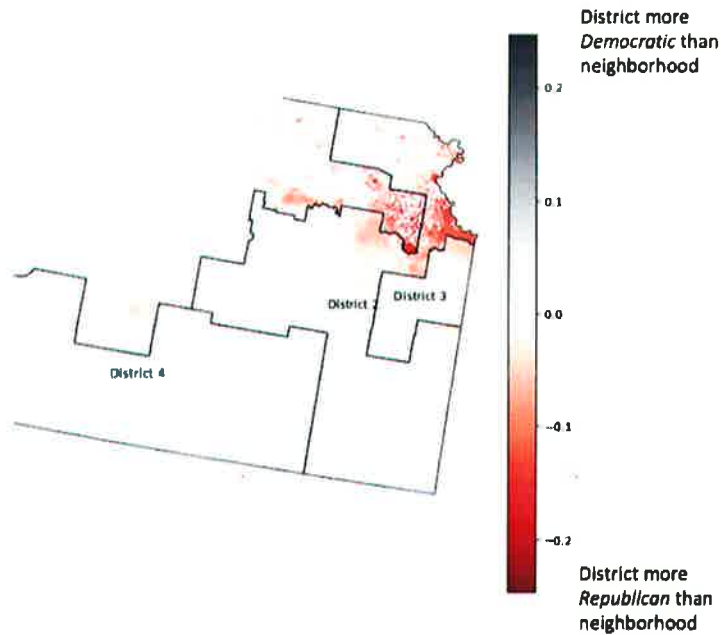 District more
Democratic than
neighborhood
0.2
0.1
0.0
−0.1
−0.2
District 2
District 3
District 4
District more
Republican than
neighborhood